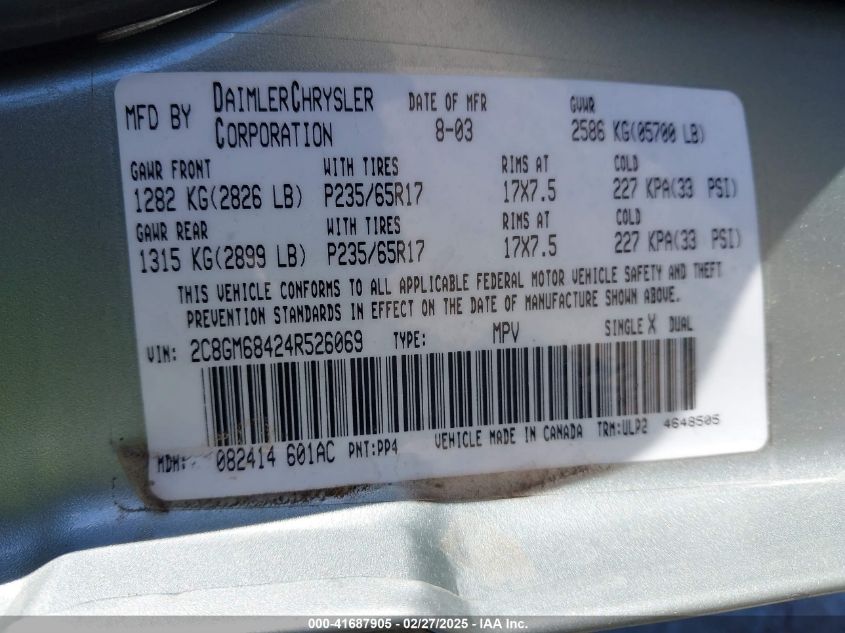 MFD BY DAIMLERCHRYSLER CORPORATION DATE OF MFR 8-03 GVWR 2586 KG(05700 LB)
GAWR FRONT WITH TIRES RIMS AT COLD
1282 KG(2826 LB) P235/65R17 17X7.5 227 KPA(33 PSI)
GAWR REAR WITH TIRES RIMS AT COLD
1315 KG(2899 LB) P235/65R17 17X7.5 227 KPA(33 PSI)
THIS VEHICLE CONFORMS TO ALL APPLICABLE FEDERAL MOTOR VEHICLE SAFETY AND THEFT
PREVENTION STANDARDS IN EFFECT ON THE DATE OF MANUFACTURE SHOWN ABOVE.
VIN: 2C8GM68424R526069 TYPE: MPV SINGLE X DUAL
MDH: 082414 601AC PNT:PP4 VEHICLE MADE IN CANADA TRM:ULP2 4648505
000-41687905 - 02/27/2025 - IAA Inc.